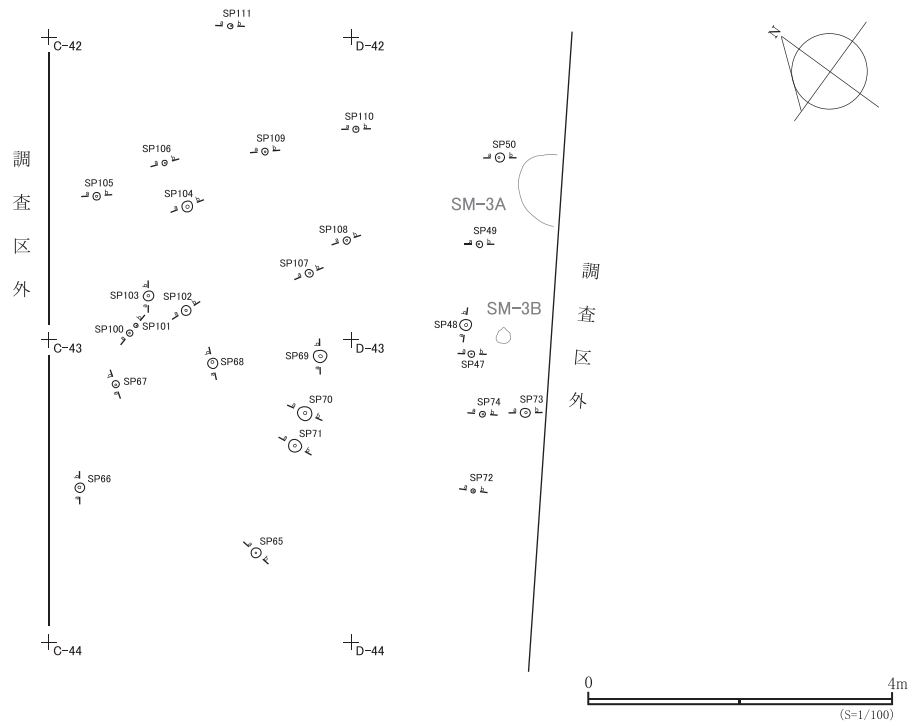 SP111
C-42
D-42
N
SP110
SP109
SP106
SP50
調査区外
SP105
SP104
SM-3A
SP108
SP49
SP107
調査区外
SP103
SP102
SM-3B
SP101
SP100
SP48
C-43
D-43
SP69
SP68
SP47
SP67
SP70
SP74
SP73
SP71
SP66
SP72
SP65
C-44
D-44
0
4m
(S=1/100)